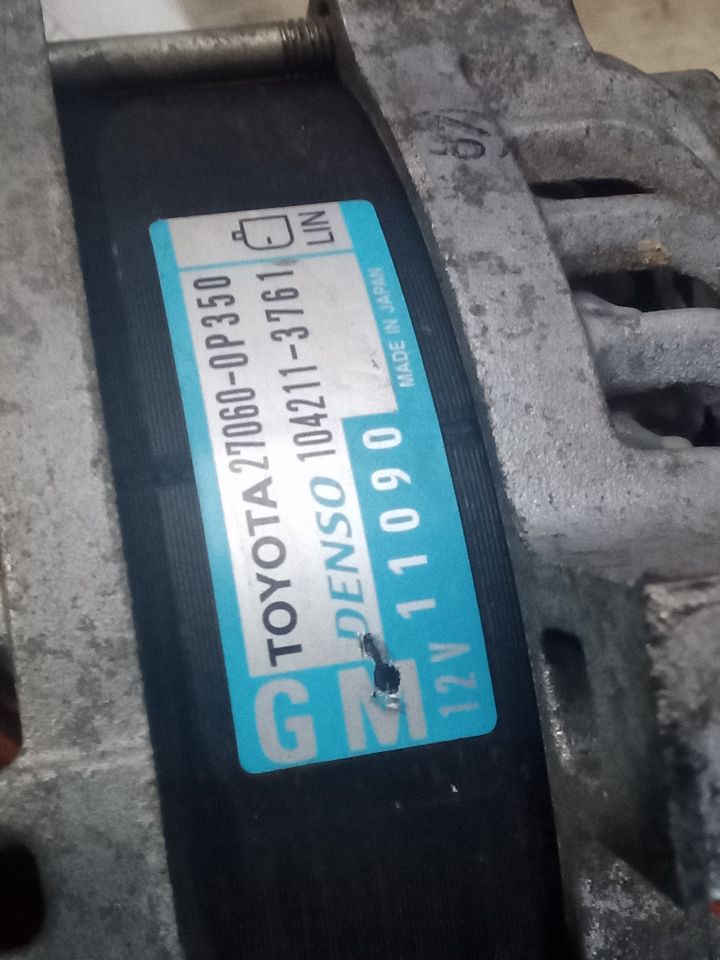 LIN
TOYOTA 27060-0P350
DENSO 104211-3761
MADE IN JAPAN
GM 11090
12V